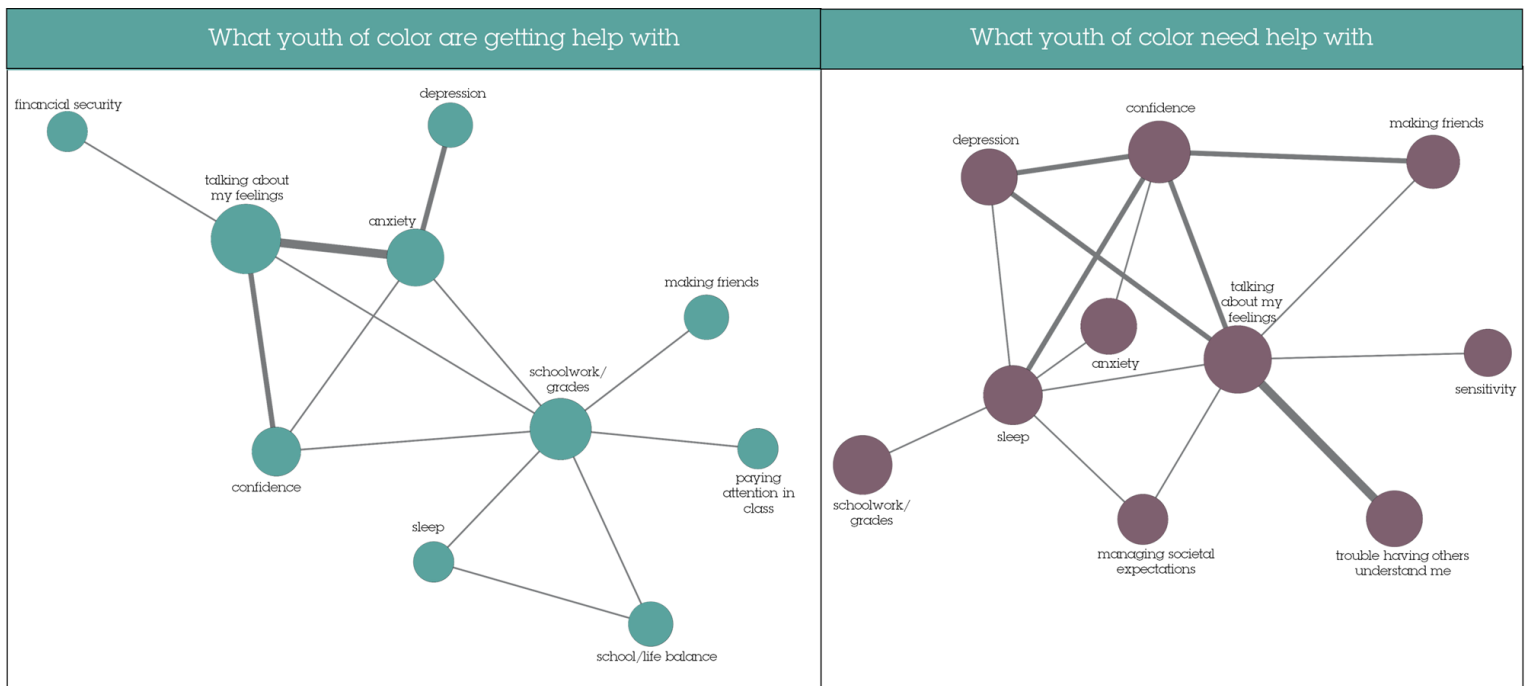 What youth of color are getting help with
What youth of color need help with
financial security
depression
talking about
my feelings
anxiety
making friends
schoolwork/
grades
confidence
paying
attention in
class
sleep
school/life balance
confidence
making friends
depression
talking
about my
feelings
anxiety
sensitivity
sleep
schoolwork/
grades
managing societal
expectations
trouble having others
understand me